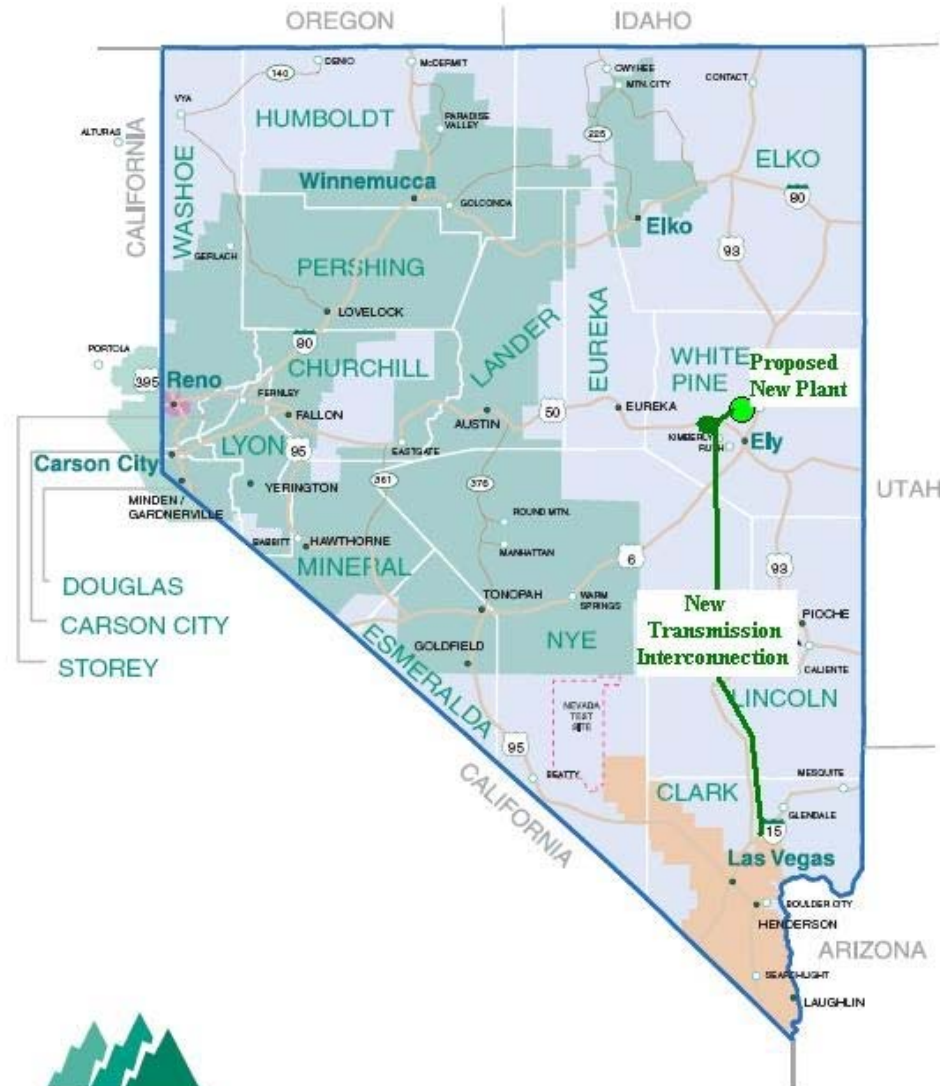 OREGON
IDAHO
140
DENIO
McDERMIT
OWYHEE
MTN. CITY
CONTACT
VYA
HUMBOLDT
PARADISE
VALLEY
225
ALTURAS
CALIFORNIA
WASHOE
ELKO
Winnemucca
GOLCONDA
80
Elko
93
GERLACH
PERSHING
LOVELOCK
80
LANDER
EUREKA
WHITE
PINE
Proposed
New Plant
PORTOLA
395
Reno
CHURCHILL
FERNLEY
FALLON
AUSTIN
50
EUREKA
KIMBERLY
RUTH
Ely
LYON
95
EASTGATE
Carson City
361
376
UTAH
YERINGTON
MINDEN /
GARDNERVILLE
ROUND MTN.
BABBITT
HAWTHORNE
MANHATTAN
MINERAL
6
93
DOUGLAS
TONOPAH
WARM
SPRINGS
New
Transmission
Interconnection
PIOCHE
CARSON CITY
ESMERALDA
GOLDFIELD
NYE
STOREY
CALIENTE
LINCOLN
NEVADA
TEST
SITE
95
BEATTY
CALIFORNIA
CLARK
MESQUITE
GLENDALE
15
Las Vegas
BOULDER CITY
HENDERSON
ARIZONA
SEARCHLIGHT
LAUGHLIN